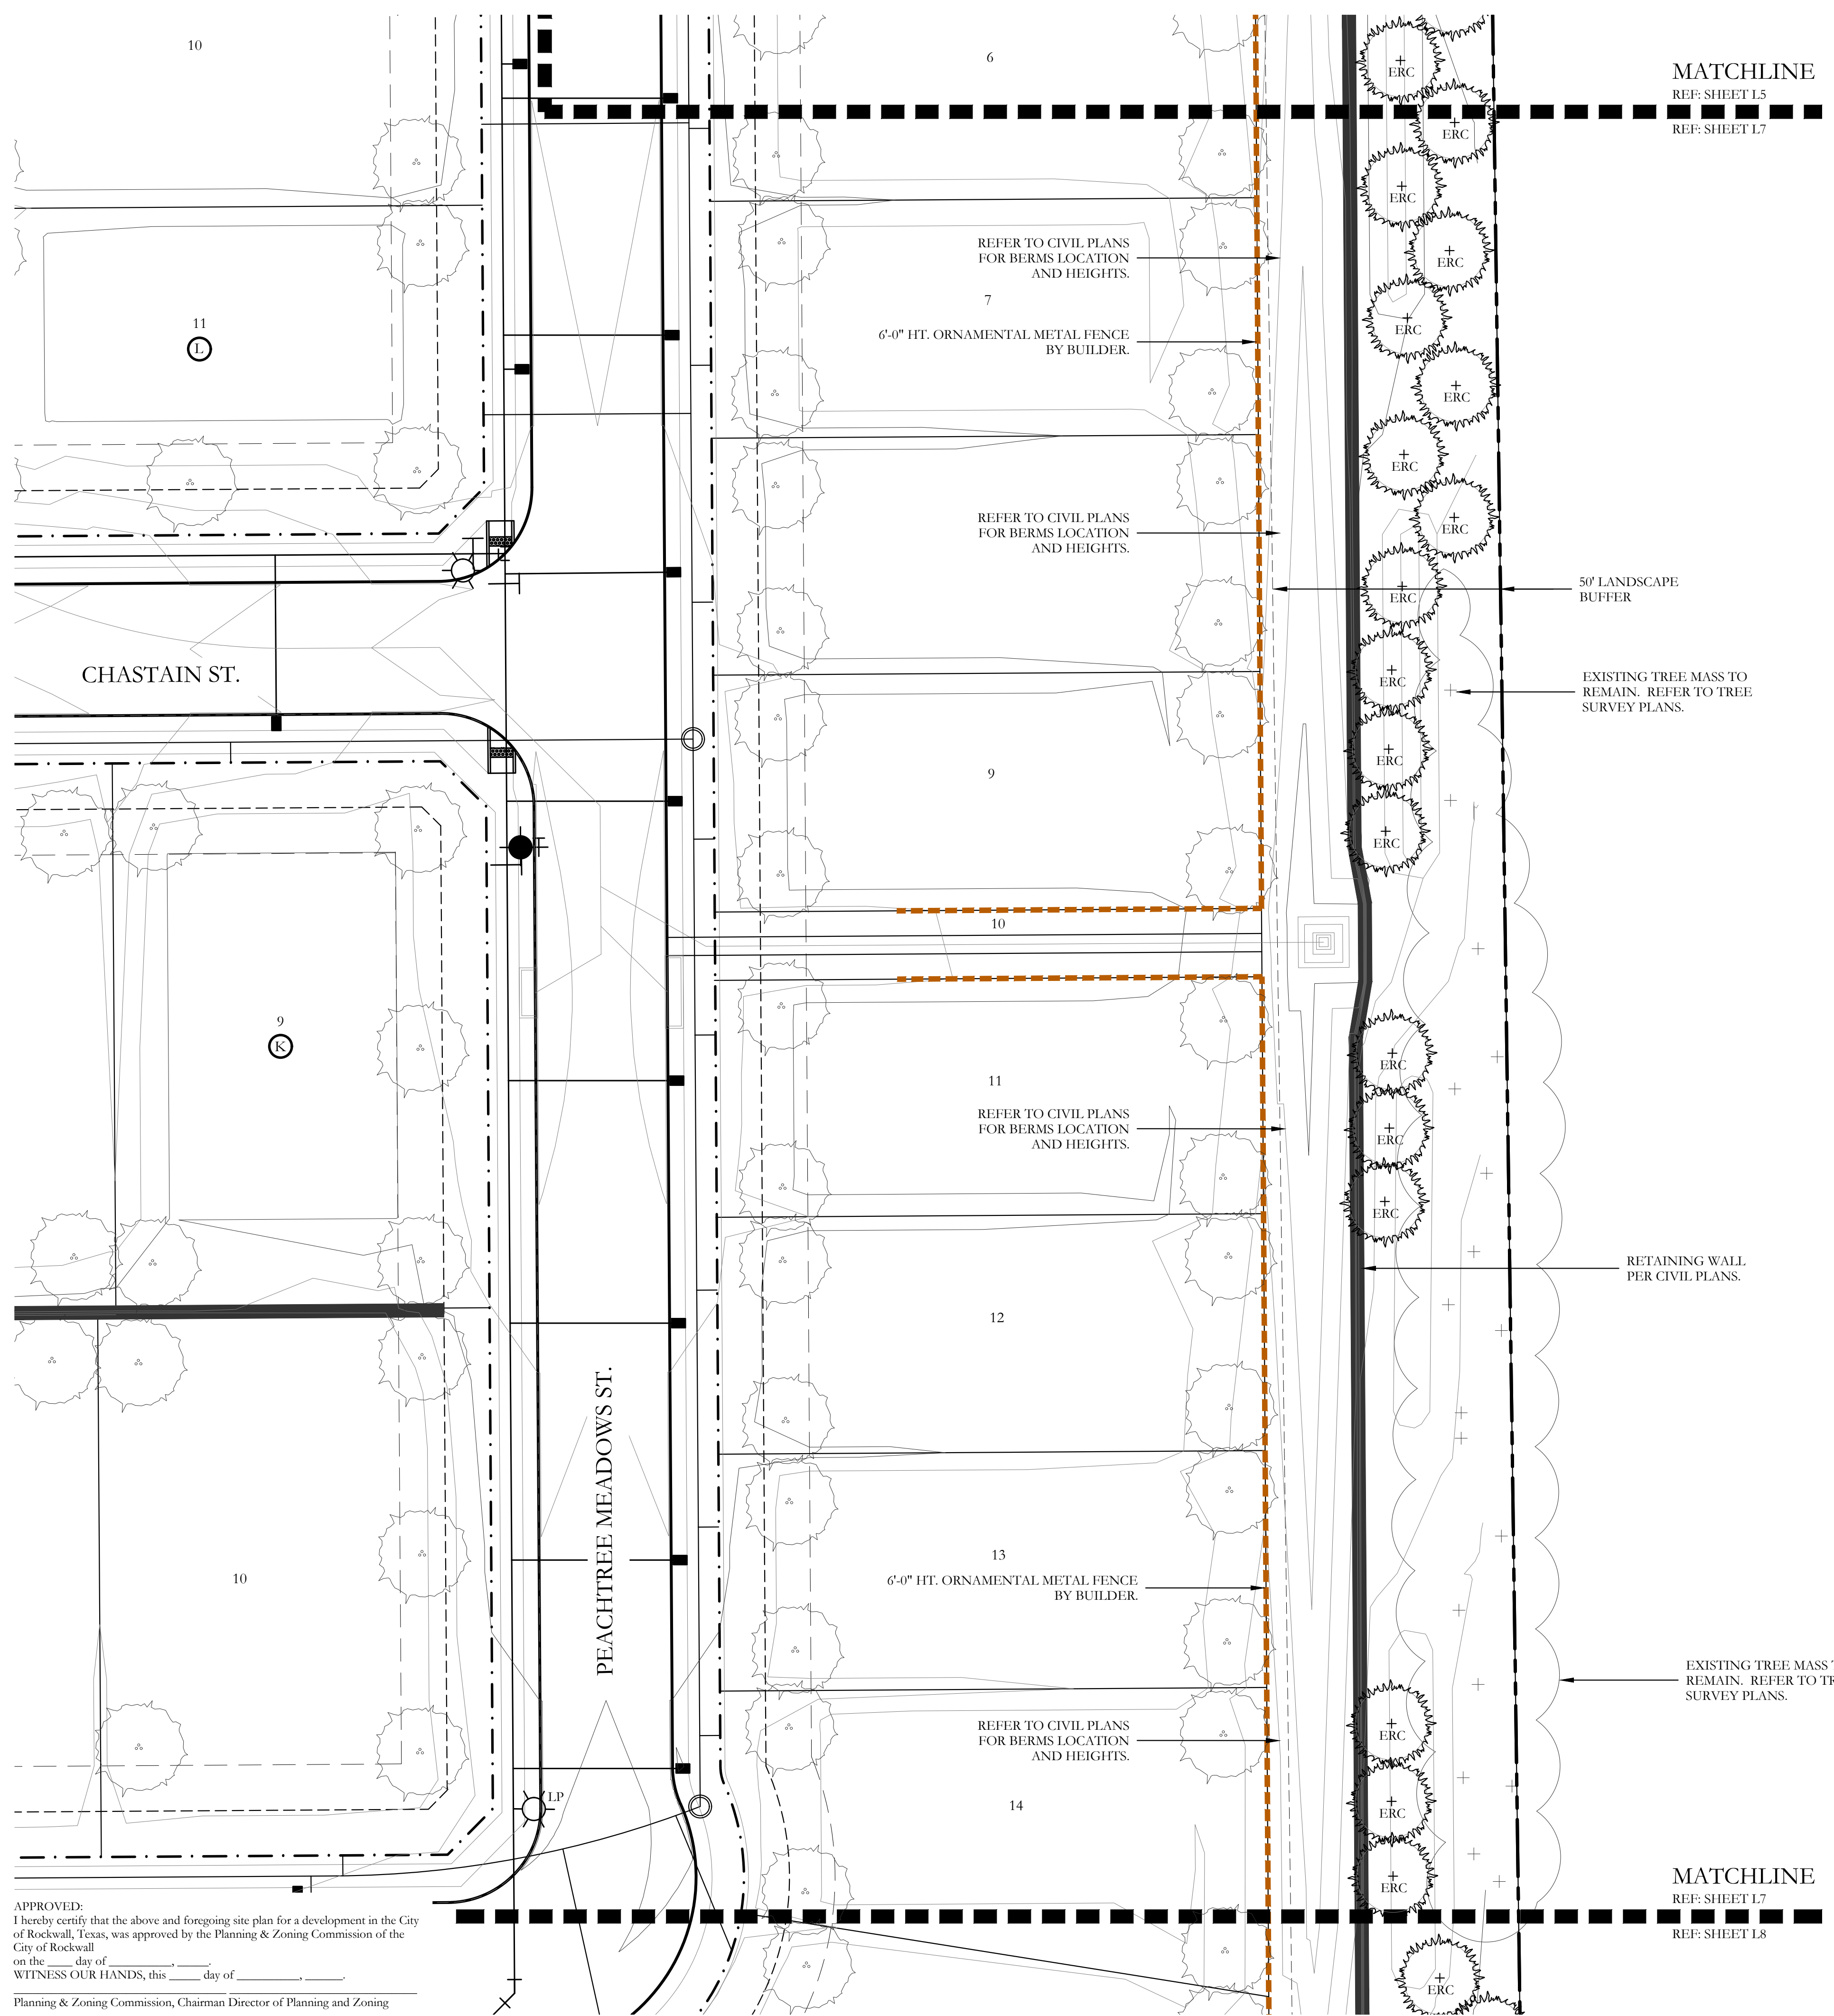 10
6
MATCHLINE
REF: SHEET L5
REF: SHEET L7
ERC
ERC
ERC
ERC
ERC
ERC
ERC
ERC
ERC
ERC
ERC
ERC
REFER TO CIVIL PLANS
FOR BERMS LOCATION
AND HEIGHTS.
7
11
L
6'-0" HT. ORNAMENTAL METAL FENCE
BY BUILDER.
REFER TO CIVIL PLANS
FOR BERMS LOCATION
AND HEIGHTS.
50' LANDSCAPE
BUFFER
CHASTAIN ST.
EXISTING TREE MASS TO
REMAIN. REFER TO TREE
SURVEY PLANS.
9
10
9
K
11
REFER TO CIVIL PLANS
FOR BERMS LOCATION
AND HEIGHTS.
ERC
ERC
ERC
RETAINING WALL
PER CIVIL PLANS.
12
PEACHTREE MEADOWS ST.
13
6'-0" HT. ORNAMENTAL METAL FENCE
BY BUILDER.
10
EXISTING TREE MASS
REMAIN. REFER TO TR
SURVEY PLANS.
REFER TO CIVIL PLANS
FOR BERMS LOCATION
AND HEIGHTS.
ERC
ERC
ERC
LP
14
MATCHLINE
REF: SHEET L7
REF: SHEET L8
ERC
APPROVED:
I hereby certify that the above and foregoing site plan for a development in the City
of Rockwall, Texas, was approved by the Planning & Zoning Commission of the
City of Rockwall
on the ____ day of __________, _____.
WITNESS OUR HANDS, this _____ day of __________, ______.
Planning & Zoning Commission, Chairman Director of Planning and Zoning